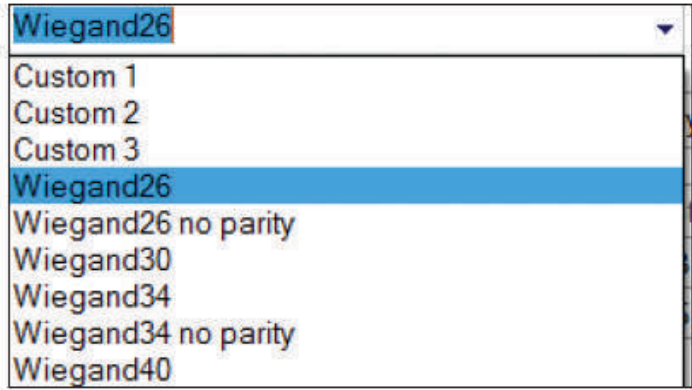 Wiegand26
Custom 1
Custom 2
Custom 3
Wiegand26
Wiegand26 no parity
Wiegand30
Wiegand34
Wiegand34 no parity
Wiegand40